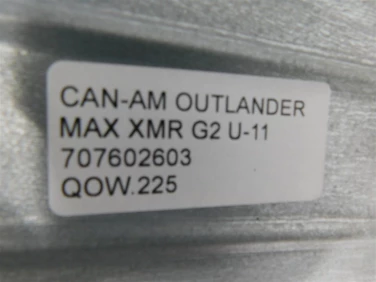 CAN-AM OUTLANDER
MAX XMR G2 U-11
707602603
QOW.225